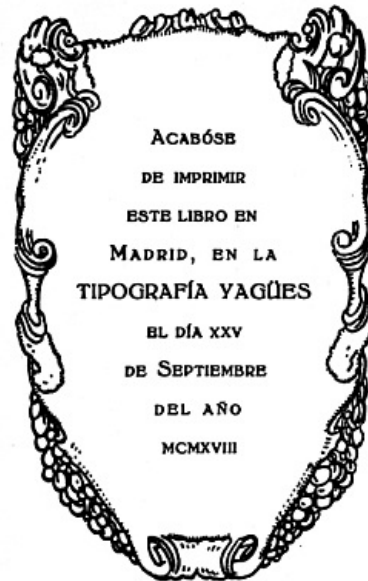 Acabóse
de imprimir
este libro en
Madrid, en la
TIPOGRAFÍA YAGÜES
el día xxv
de Septiembre
del año
MCMXVIII